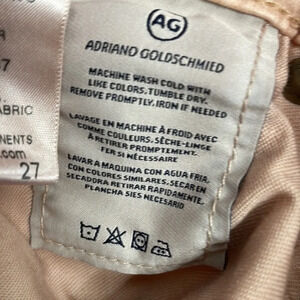 AG
ADRIANO GOLDSCHMIED
MACHINE WASH COLD WITH
LIKE COLORS. TUMBLE DRY.
REMOVE PROMPTLY. IRON IF NEEDED
LAVAGE EN MACHINE À FROID AVEC
COMME COULEURS. SÈCHE-LINGE
À RETIRER PROMPTEMENT. FER
SI NÉCESSAIRE
LAVAR A MAQUINA CON AGUA FRIA.
CON COLORES SIMILARES. SECAR EN
SECADORA RETIRAR RAPIDAMENTE.
PLANCHA SIES NECESARIO
ABRIC
NENTS
.com
27